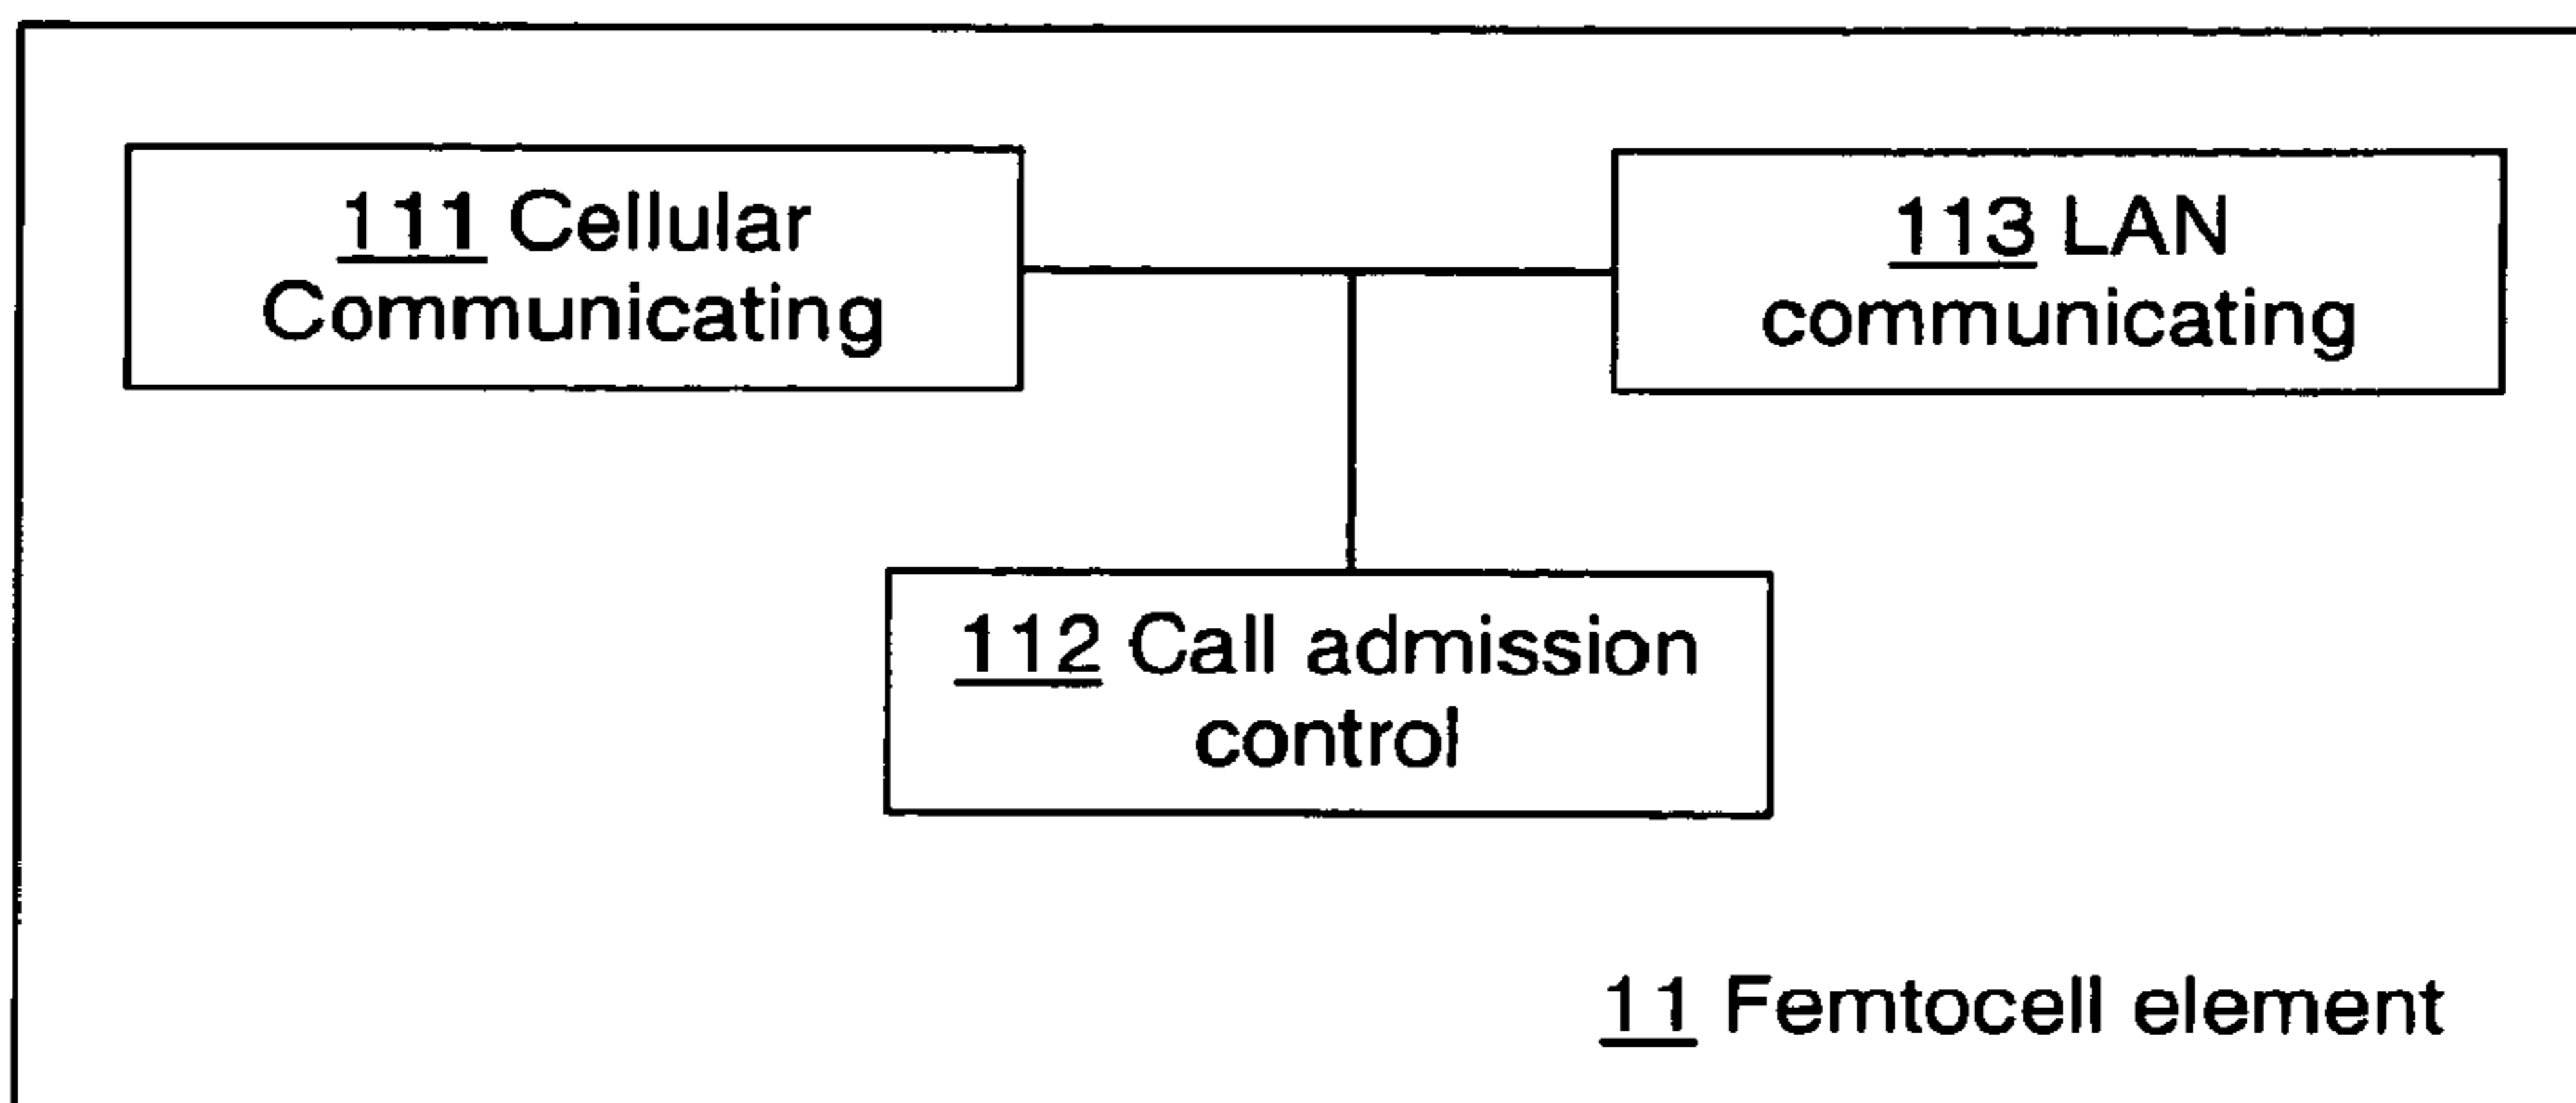 111 Cellular
Communicating
113 LAN
communicating
112 Call admission
control
11 Femtocell element